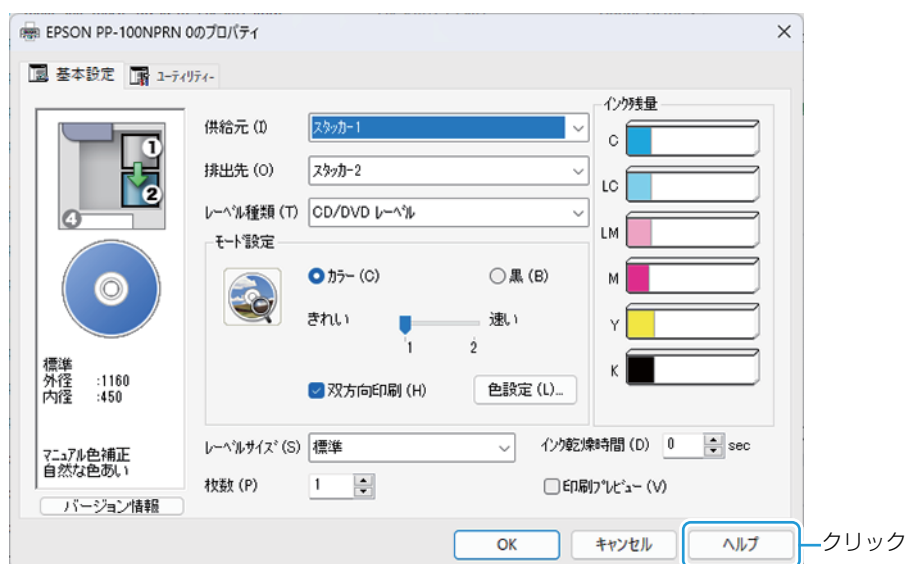 EPSON PP-100NPRN 0のプロパティ
基本設定
ユーティリティー
供給元 (I)
スタッカー1
排出先 (O)
スタッカー2
レーベル種類 (T)
CD/DVD レーベル
モード設定
カラー (C)
黒 (B)
きれい
速い
1
2
双方向印刷 (H)
色設定 (L)...
レーベルサイズ (S)
標準
枚数 (P)
1
インク残量
C
LC
LM
M
Y
K
インク乾燥時間 (D)
0
sec
印刷プレビュー (V)
1
2
4
標準
外径 :1160
内径 :450
マニュアル色補正
自然な色あい
バージョン情報
OK
キャンセル
ヘルプ
クリック